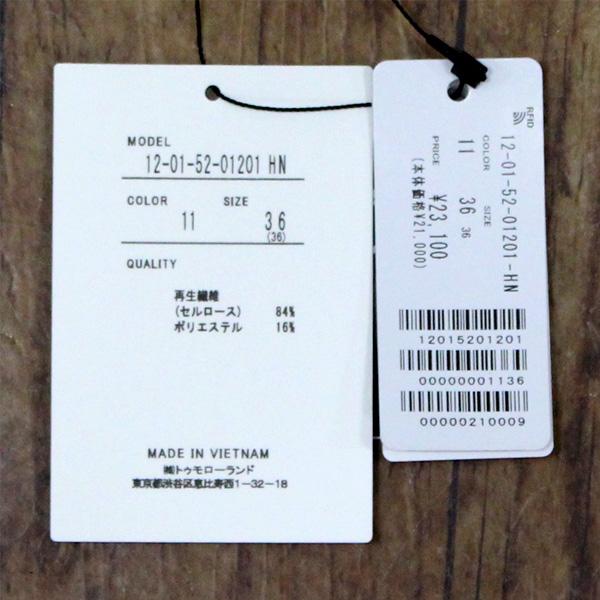 MODEL
12-01-52-01201 HN
COLOR SIZE
11 36
(36)
QUALITY
再生繊維
(セルロース) 84%
ポリエステル 16%
MADE IN VIETNAM
㈱トゥモローランド
東京都渋谷区恵比寿西1-32-18
RFID
12-01-52-01201-HN
COLOR SIZE
11 36 36
PRICE ¥23,100
(本体価格¥21,000)
12015201201
00000001136
00000210009